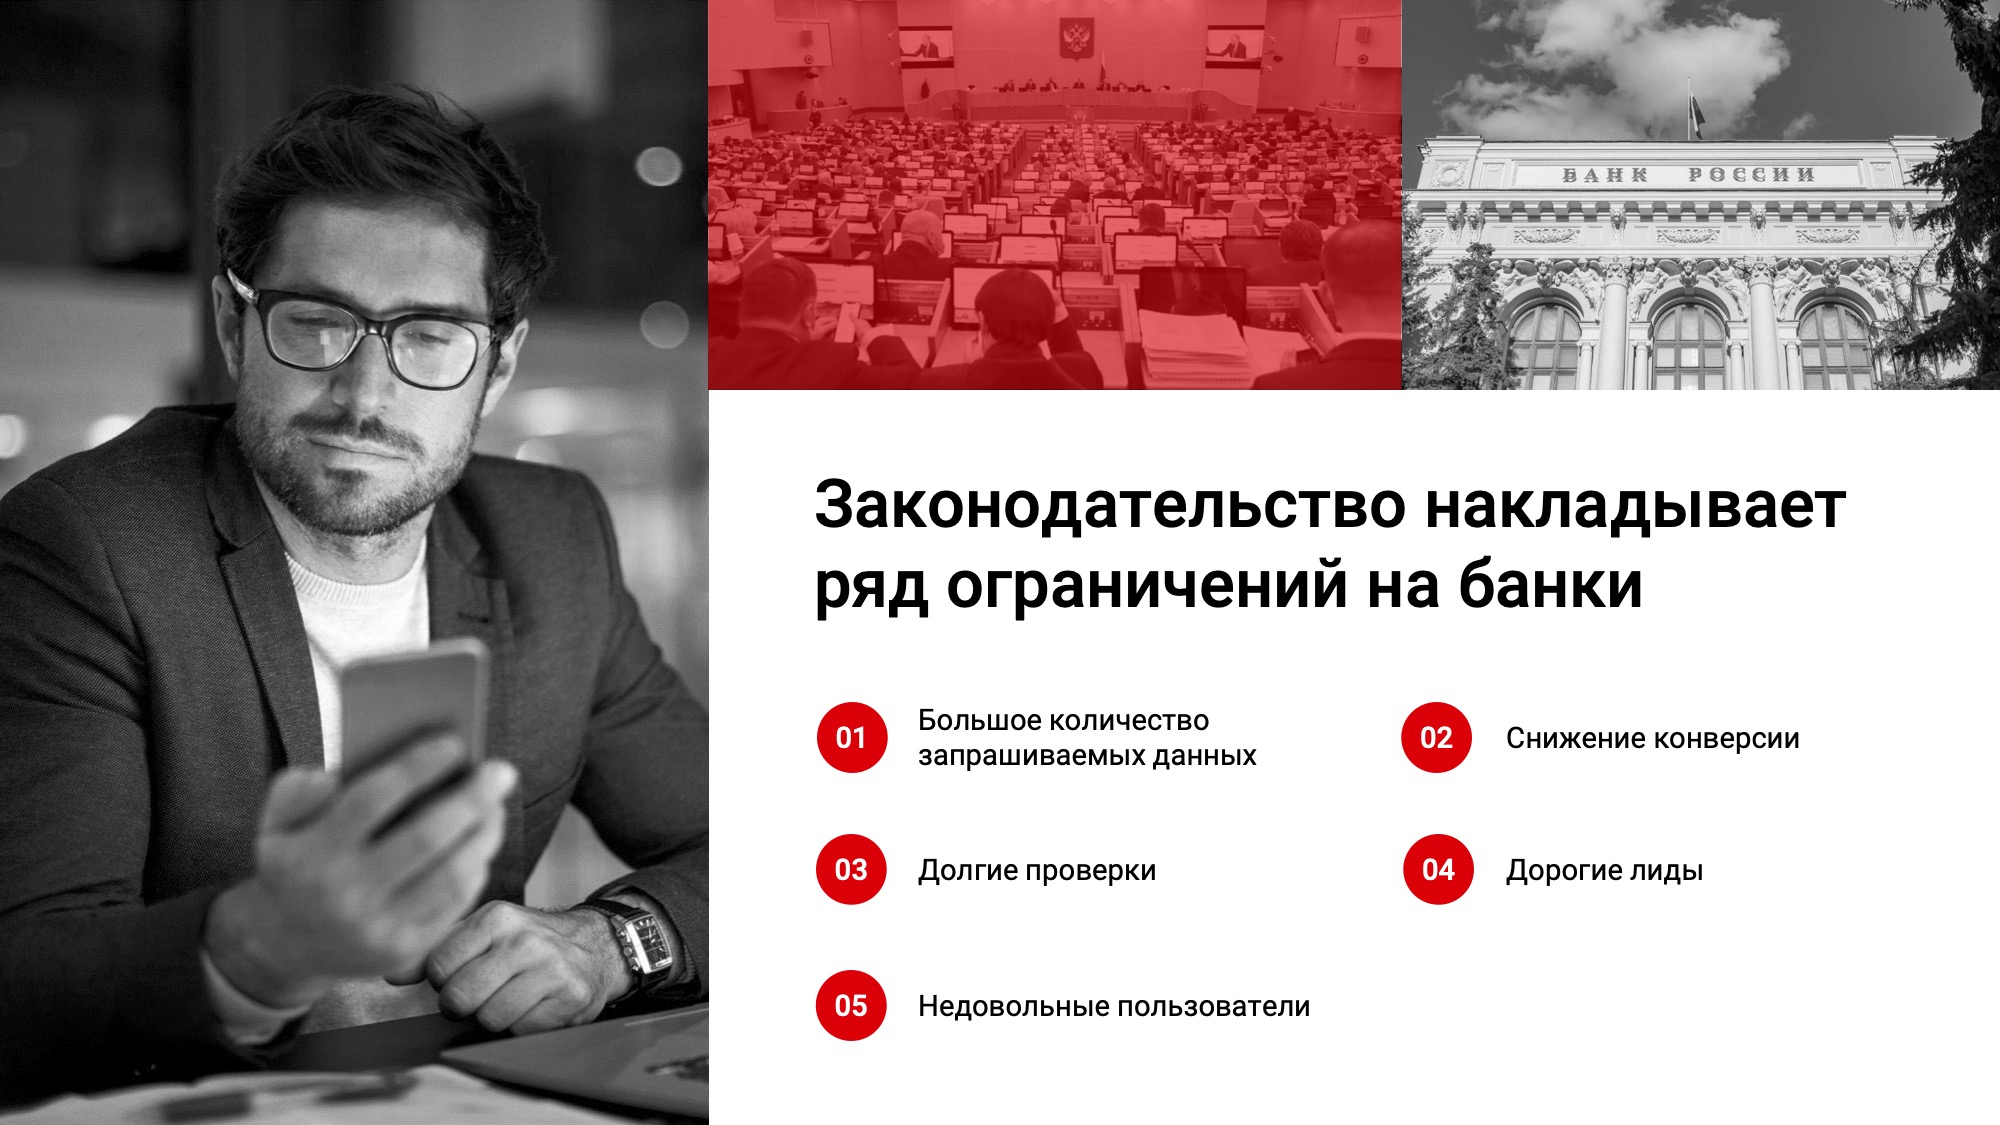 БАНК РОССИИ
Законодательство накладывает
ряд ограничений на банки
01
Большое количество
запрашиваемых данных
02
Снижение конверсии
03
Долгие проверки
04
Дорогие лиды
05
Недовольные пользователи